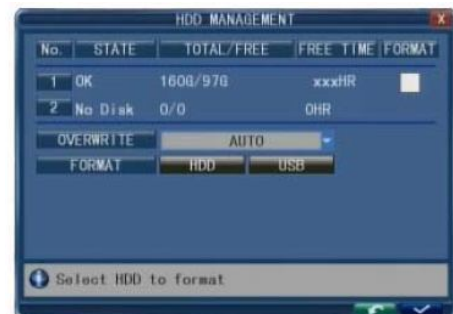 HDD MANAGEMENT X
No. STATE TOTAL/FREE FREE TIME FORMAT
1 OK 160G/97G xxxHR
2 No Disk 0/0 0HR
OVERWRITE AUTO
FORMAT HDD USB
Select HDD to format